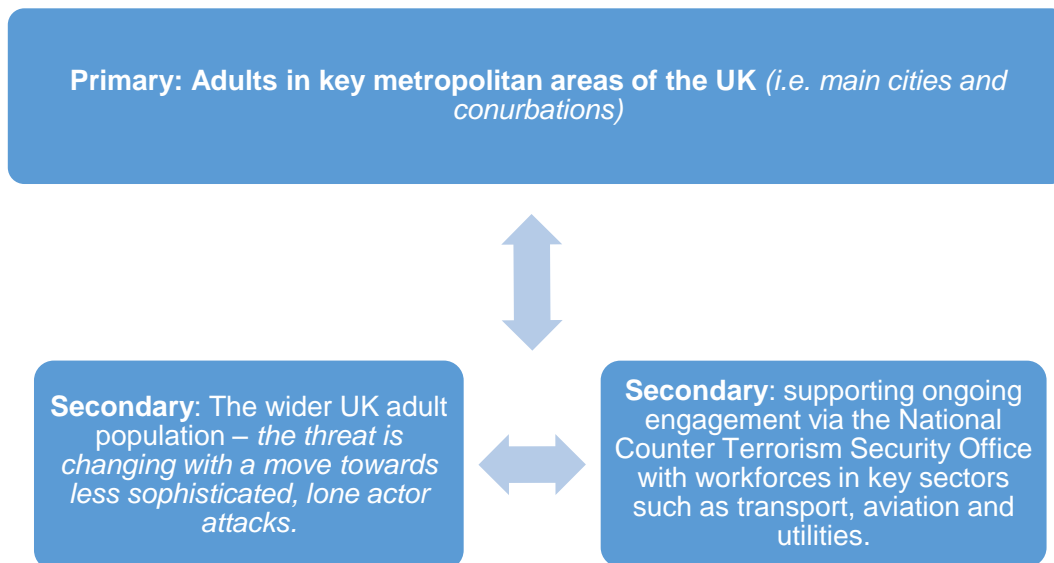 Primary: Adults in key metropolitan areas of the UK (i.e. main cities and
conurbations)
Secondary: The wider UK adult
population – the threat is
changing with a move towards
less sophisticated, lone actor
attacks.
Secondary: supporting ongoing
engagement via the National
Counter Terrorism Security Office
with workforces in key sectors
such as transport, aviation and
utilities.